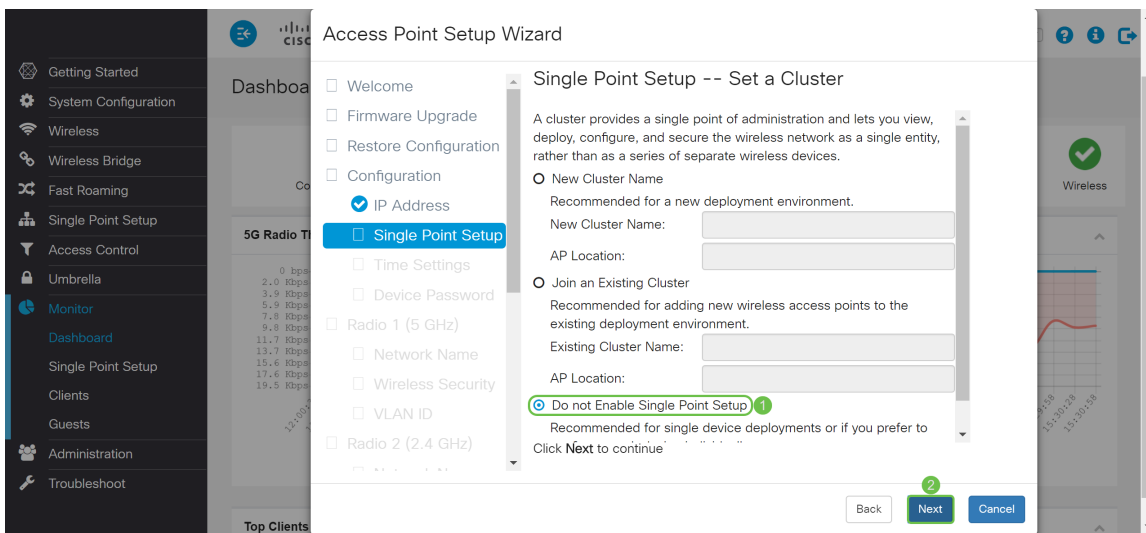 CISC
Getting Started
System Configuration
Wireless
Wireless Bridge
Fast Roaming
Single Point Setup
Access Control
Umbrella
Monitor
Dashboard
Single Point Setup
Clients
Guests
Administration
Troubleshoot
Dashboa
Co
5G Radio Th
0 bps
2.0 Kbps
3.9 Kbps
5.9 Kbps
7.8 Kbps
9.8 Kbps
11.7 Kbps
13.7 Kbps
15.6 Kbps
17.6 Kbps
19.5 Kbps
Top Clients
Access Point Setup Wizard
Welcome
Firmware Upgrade
Restore Configuration
Configuration
IP Address
Single Point Setup
Time Settings
Device Password
Radio 1 (5 GHz)
Network Name
Wireless Security
VLAN ID
Radio 2 (2.4 GHz)
Single Point Setup -- Set a Cluster
A cluster provides a single point of administration and lets you view,
deploy, configure, and secure the wireless network as a single entity,
rather than as a series of separate wireless devices.
New Cluster Name
Recommended for a new deployment environment.
New Cluster Name:
AP Location:
Join an Existing Cluster
Recommended for adding new wireless access points to the
existing deployment environment.
Existing Cluster Name:
AP Location:
Do not Enable Single Point Setup 1
Recommended for single device deployments or if you prefer to
Click Next to continue
2
Back Next Cancel
Wireless
15:30:28
15:30:58